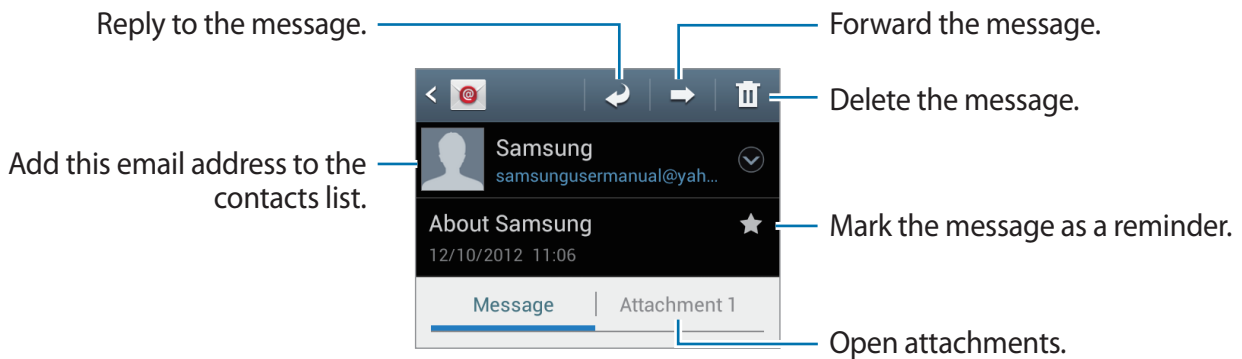 Reply to the message.
Forward the message.
@
Delete the message.
Samsung
samsungusermanual@yah...
Add this email address to the
contacts list.
About Samsung
Mark the message as a reminder.
12/10/2012 11:06
Message
Attachment 1
Open attachments.